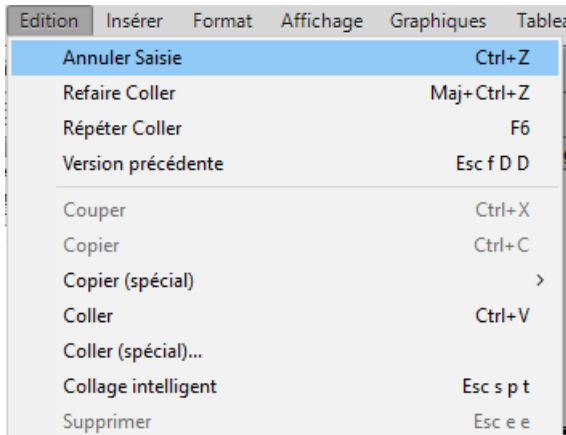 Edition Insérer Format Affichage Graphiques
Annuler Saisie Ctrl+Z
Refaire Coller Maj+Ctrl+Z
Répéter Coller F6
Version précédente Esc f D D
Couper Ctrl+X
Copier Ctrl+C
Copier (spécial)
Coller Ctrl+V
Coller (spécial)...
Collage intelligent Esc s p t
Supprimer Esc e e